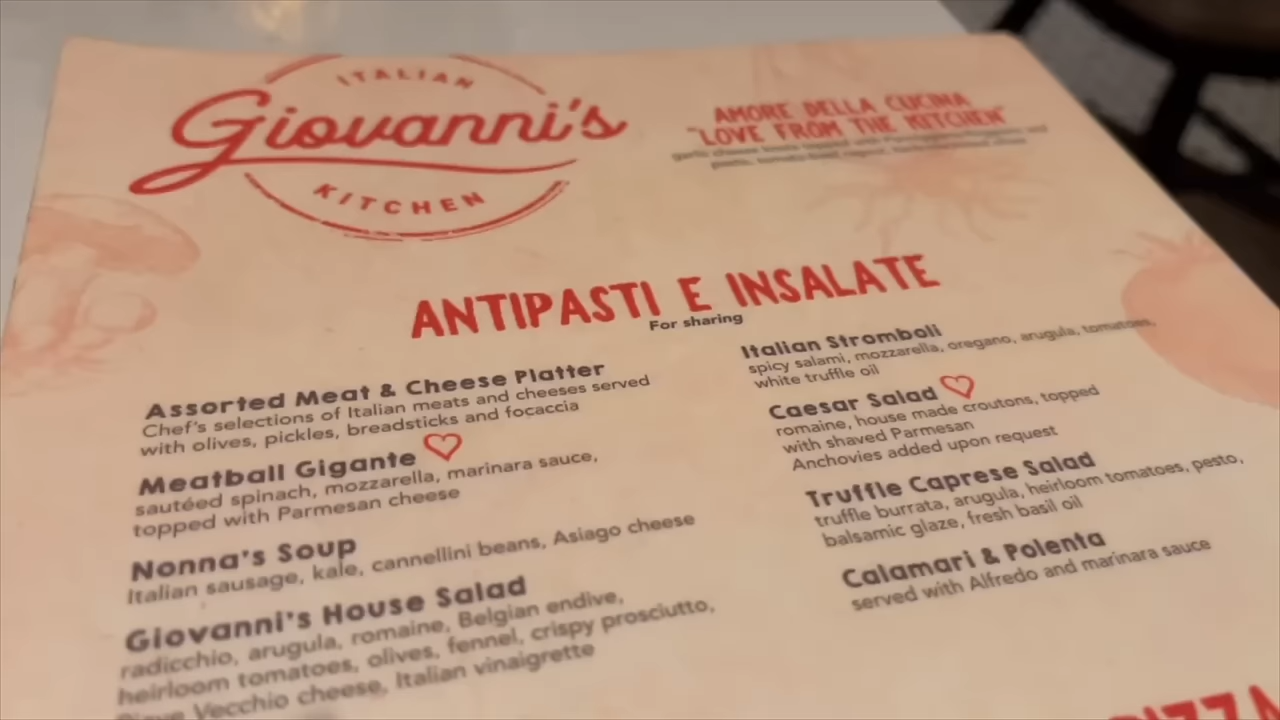 ITALIAN
Giovanni's
KITCHEN
AMORE DELLA CUCINA
"LOVE FROM THE KITCHEN"
ANTIPASTI E INSALATE
For sharing
Assorted Meat & Cheese Platter
Chef's selections of Italian meats and cheeses served
with olives, pickles, breadsticks and focaccia
Meatball Gigante
sautéed spinach, mozzarella, marinara sauce,
topped with Parmesan cheese
Nonna's Soup
Italian sausage, kale, cannellini beans, Asiago cheese
Giovanni's House Salad
radicchio, arugula, romaine, Belgian endive,
heirloom tomatoes, olives, fennel, crispy prosciutto,
Piave Vecchio cheese, Italian vinaigrette
Italian Stromboli
spicy salami, mozzarella, oregano, arugula, tomatoes,
white truffle oil
Caesar Salad
romaine, house made croutons, topped
with shaved Parmesan
Anchovies added upon request
Truffle Caprese Salad
truffle burrata, arugula, heirloom tomatoes, pesto,
balsamic glaze, fresh basil oil
Calamari & Polenta
served with Alfredo and marinara sauce
PIZZA